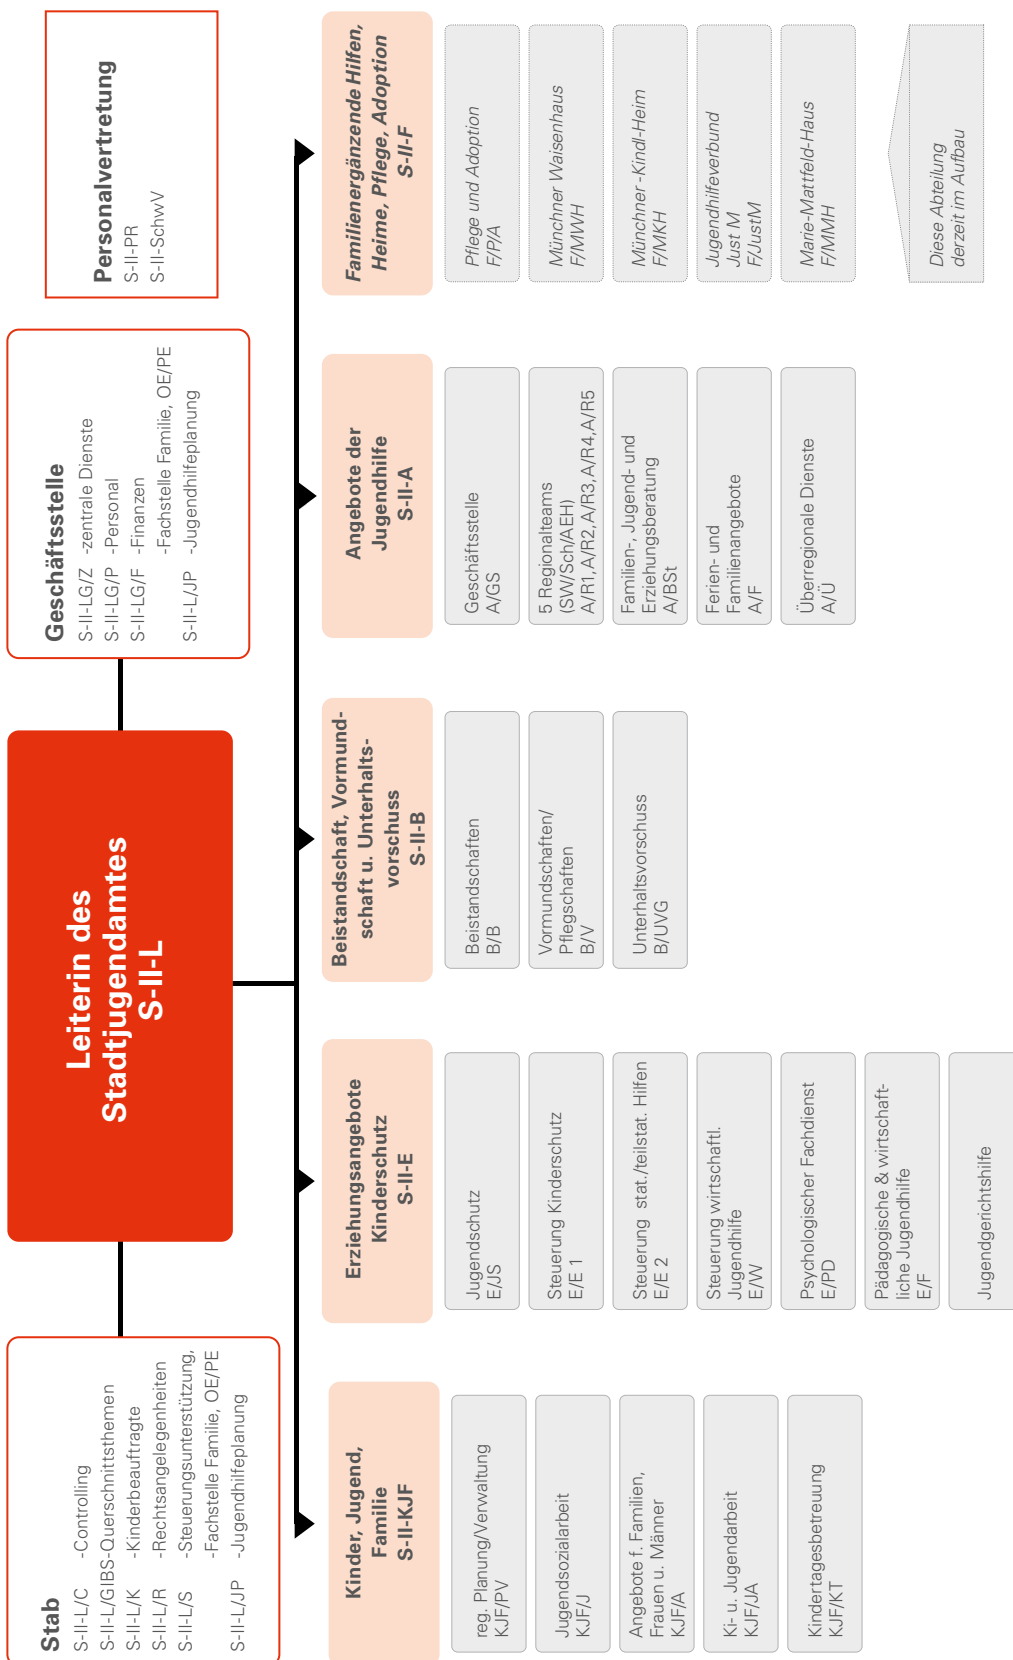 Stab
S-II-L/C -Controlling
S-II-L/GIBS-Querschnittsthemen
S-II-L/K -Kinderbeauftragte
S-II-L/R -Rechtsangelegenheiten
S-II-L/S -Steuerungsunterstützung,
-Fachstelle Familie, OE/PE
S-II-L/JP -Jugendhilfeplanung
Leiterin des
Stadtjugendamtes
S-II-L
Geschäftsstelle
S-II-LG/Z -zentrale Dienste
S-II-LG/P -Personal
S-II-LG/F -Finanzen
-Fachstelle Familie, OE/PE
S-II-L/JP -Jugendhilfeplanung
Personalvertretung
S-II-PR
S-II-SchwV
Kinder, Jugend,
Familie
S-II-KJF
reg. Planung/Verwaltung
KJF/PV
Jugendsozialarbeit
KJF/J
Angebote f. Familien,
Frauen u. Männer
KJF/A
Ki- u. Jugendarbeit
KJF/JA
Kindertagesbetreuung
KJF/KT
Erziehungsangebote
Kinderschutz
S-II-E
Jugendschutz
E/JS
Steuerung Kinderschutz
E/E 1
Steuerung stat./teilstat. Hilfen
E/E 2
Steuerung wirtschaftl.
Jugendhilfe
E/W
Psychologischer Fachdienst
E/PD
Pädagogische & wirtschaft-
liche Jugendhilfe
E/F
Jugendgerichtshilfe
Beistandschaft, Vormund-
schaft u. Unterhalts-
vorschuss
S-II-B
Beistandschaften
B/B
Vormundschaften/
Pflegschaften
B/V
Unterhaltsvorschuss
B/UVG
Angebote der
Jugendhilfe
S-II-A
Geschäftsstelle
A/GS
5 Regionalteams
(SW/Sch/AEH)
A/R1,A/R2,A/R3,A/R4,A/R5
Familien-, Jugend- und
Erziehungsberatung
A/BSt
Ferien- und
Familienangebote
A/F
Überregionale Dienste
A/Ü
Familienergänzende Hilfen,
Heime, Pflege, Adoption
S-II-F
Pflege und Adoption
F/P/A
Münchner Waisenhaus
F/MWH
Münchner -Kindl-Heim
F/MKH
Jugendhilfeverbund
Just M
F/JustM
Marie-Mattfeld-Haus
F/MMH
Diese Abteilung
derzeit im Aufbau